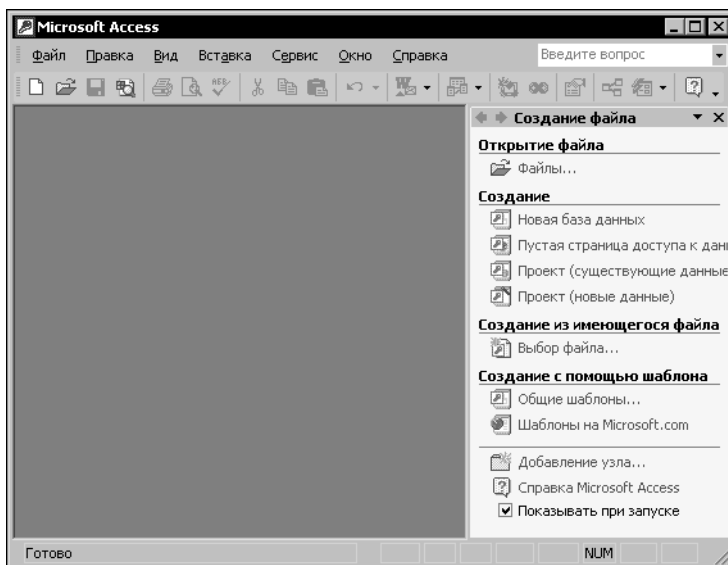 Microsoft Access
Файл Правка Вид Вставка Сервис Окно Справка Введите вопрос
Создание файла
Открытие файла
Файлы...
Создание
Новая база данных
Пустая страница доступа к дан
Проект (существующие данные
Проект (новые данные)
Создание из имеющегося файла
Выбор файла...
Создание с помощью шаблона
Общие шаблоны...
Шаблоны на Microsoft.com
Добавление узла...
Справка Microsoft Access
Показывать при запуске
Готово NUM